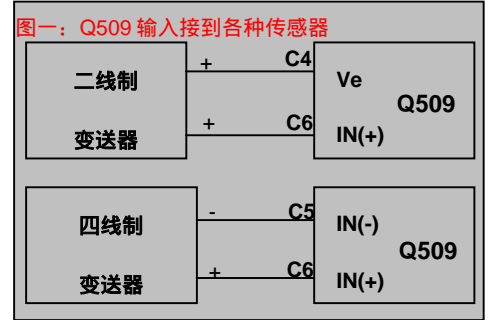 图一：Q509 输入接到各种传感器
+ C4
二线制 Ve
Q509
+ C6
变送器 IN(+)
- C5
四线制 IN(-)
Q509
+ C6
变送器 IN(+)